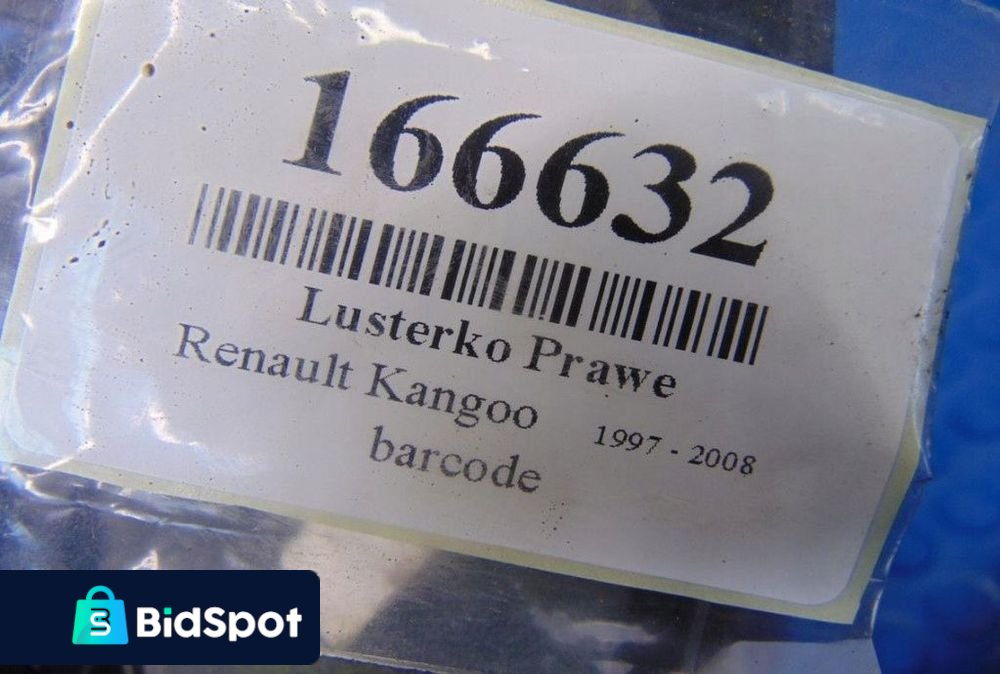 166632
Lusterko Prawe
Renault Kangoo 1997 - 2008
barcode
BidSpot